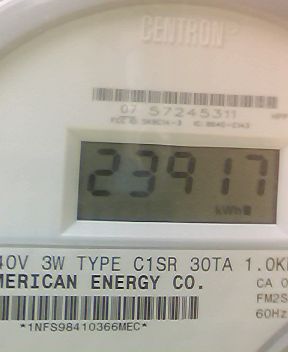 CENTRON
07 57245311
23917
kWh
40V 3W TYPE C1SR 30TA 1.0K
MERICAN ENERGY CO.
CA 0
FM2S
60Hz
*1NFS98410366MEC*